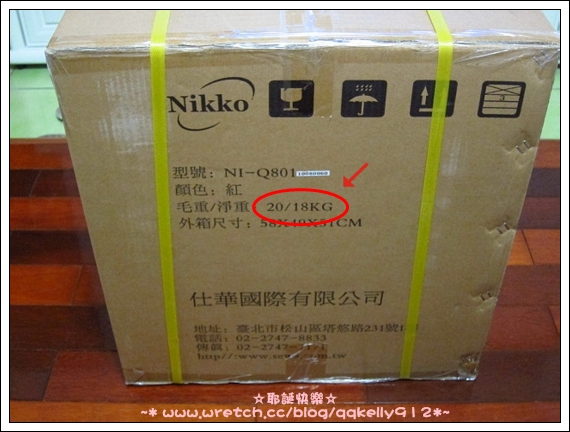 Nikko
型號: NI-Q801
顏色: 紅
毛重/淨重: 20/18KG
外箱尺寸: 58X49X51CM
仕華國際有限公司
地址: 臺北市松山區塔悠路231號
電話: 02-2747-8833
傳真: 02-2747-
☆耶誕快樂☆
~* www.wretch.cc/blog/qqkelly912*~